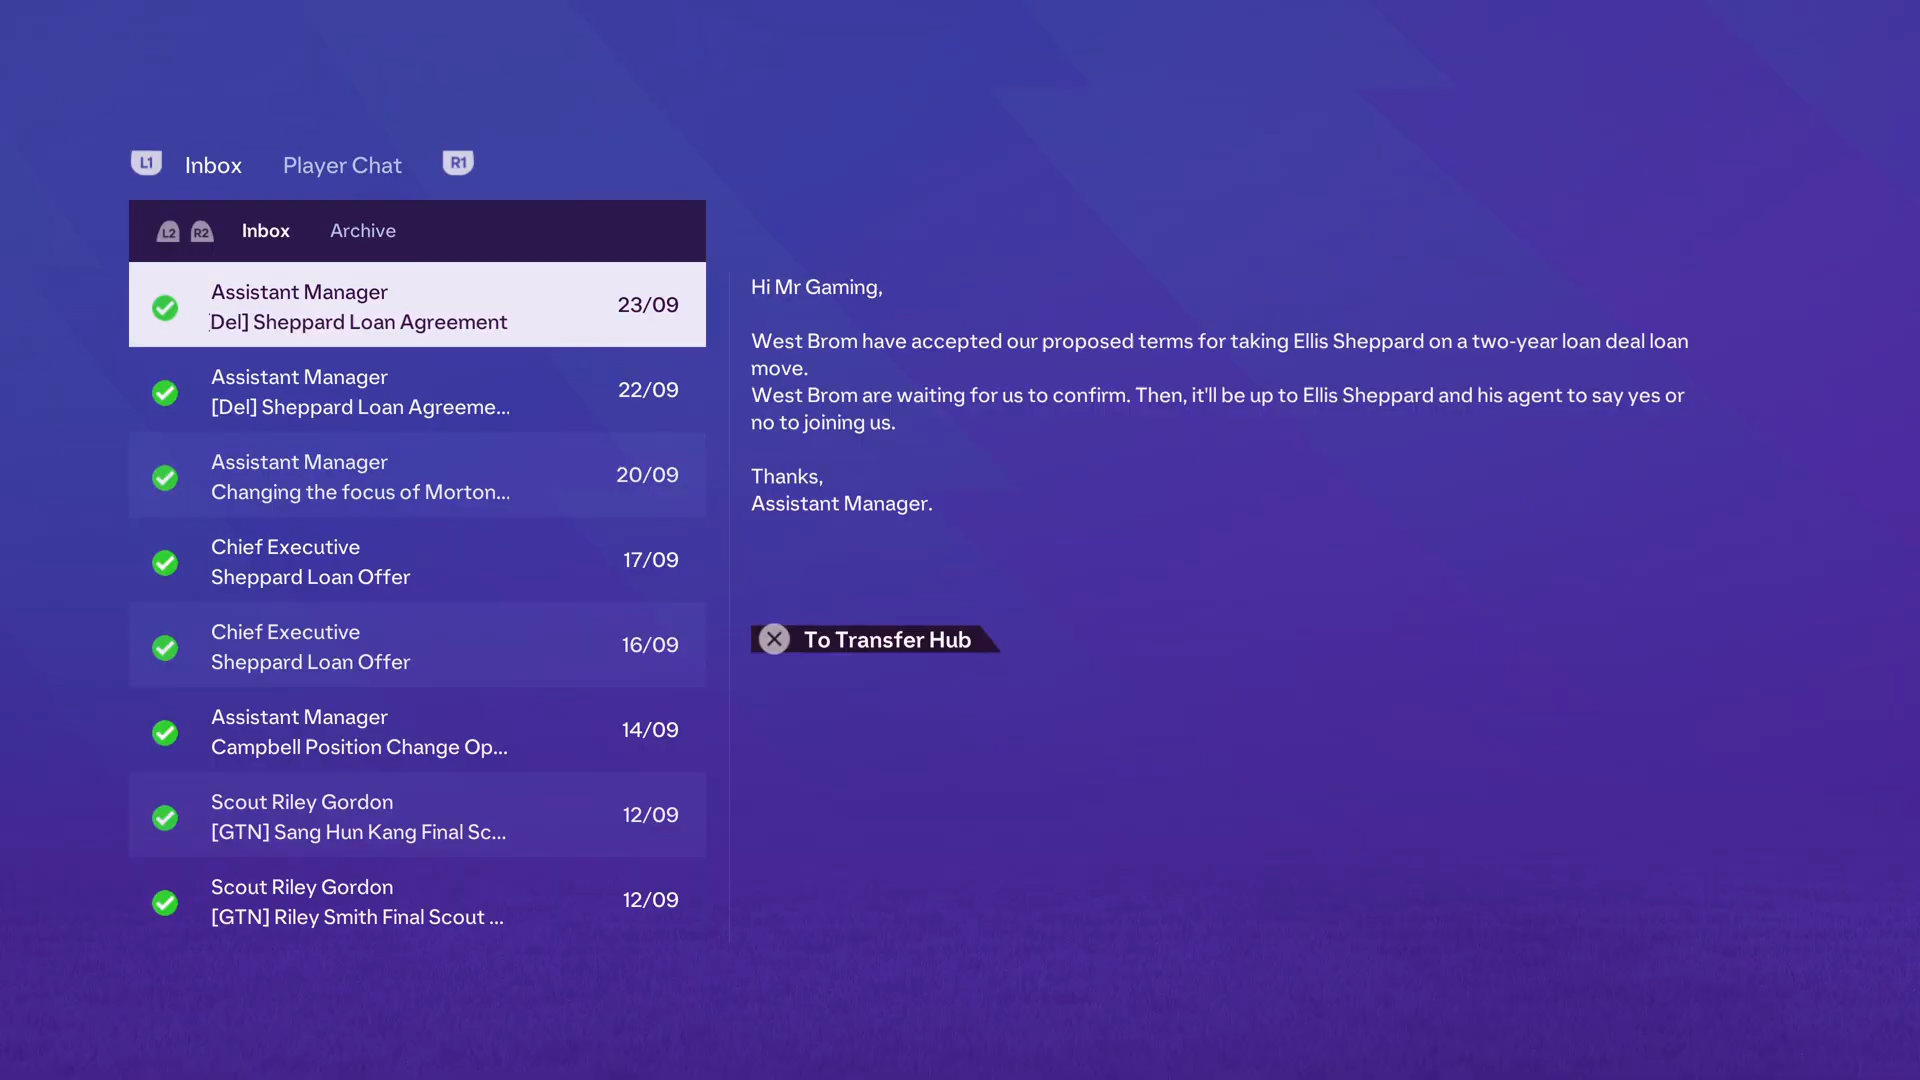 L1 Inbox Player Chat R1
L2 R2 Inbox Archive
Assistant Manager
[Del] Sheppard Loan Agreement
23/09
Assistant Manager
[Del] Sheppard Loan Agreeme...
22/09
Assistant Manager
Changing the focus of Morton...
20/09
Chief Executive
Sheppard Loan Offer
17/09
Chief Executive
Sheppard Loan Offer
16/09
Assistant Manager
Campbell Position Change Op...
14/09
Scout Riley Gordon
[GTN] Sang Hun Kang Final Sc...
12/09
Scout Riley Gordon
[GTN] Riley Smith Final Scout ...
12/09
Hi Mr Gaming,
West Brom have accepted our proposed terms for taking Ellis Sheppard on a two-year loan deal loan
move.
West Brom are waiting for us to confirm. Then, it'll be up to Ellis Sheppard and his agent to say yes or
no to joining us.
Thanks,
Assistant Manager.
To Transfer Hub